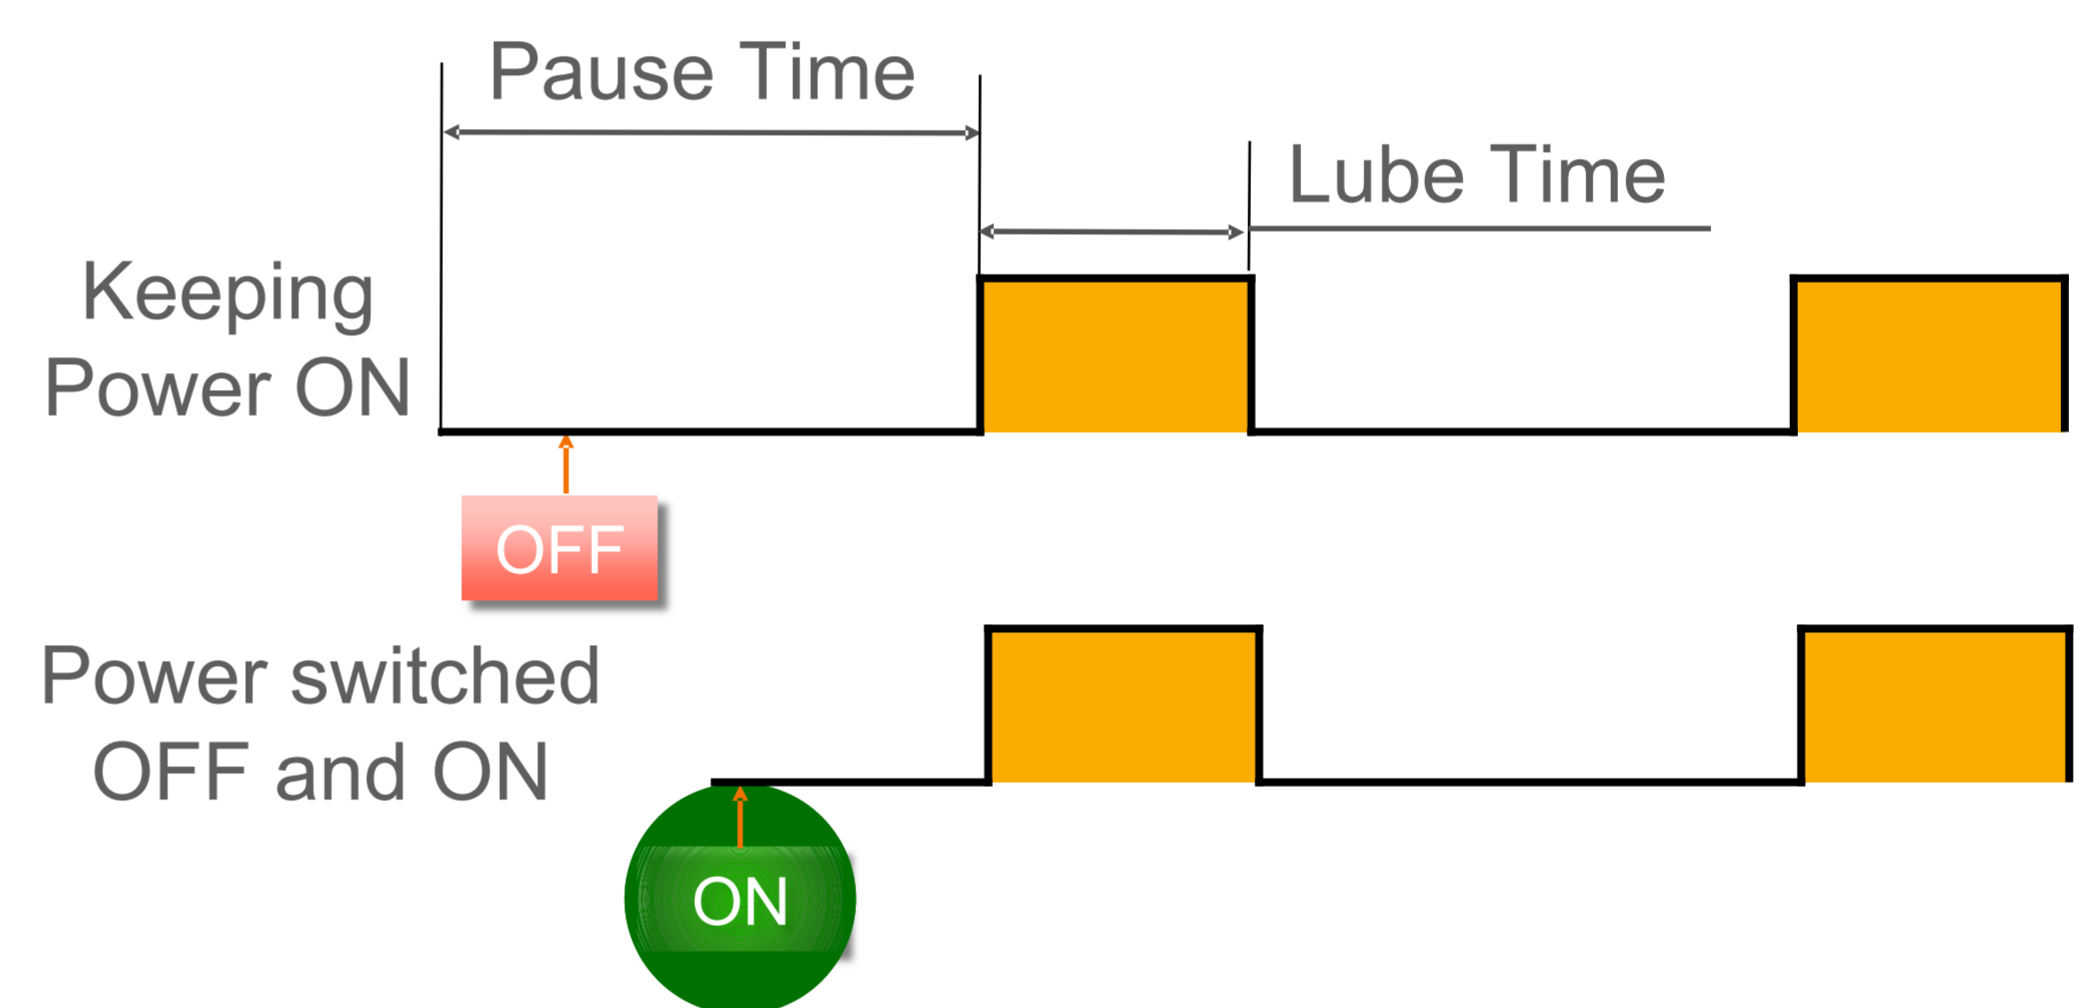 Pause Time
Lube Time
Keeping
Power ON
OFF
Power switched
OFF and ON
ON